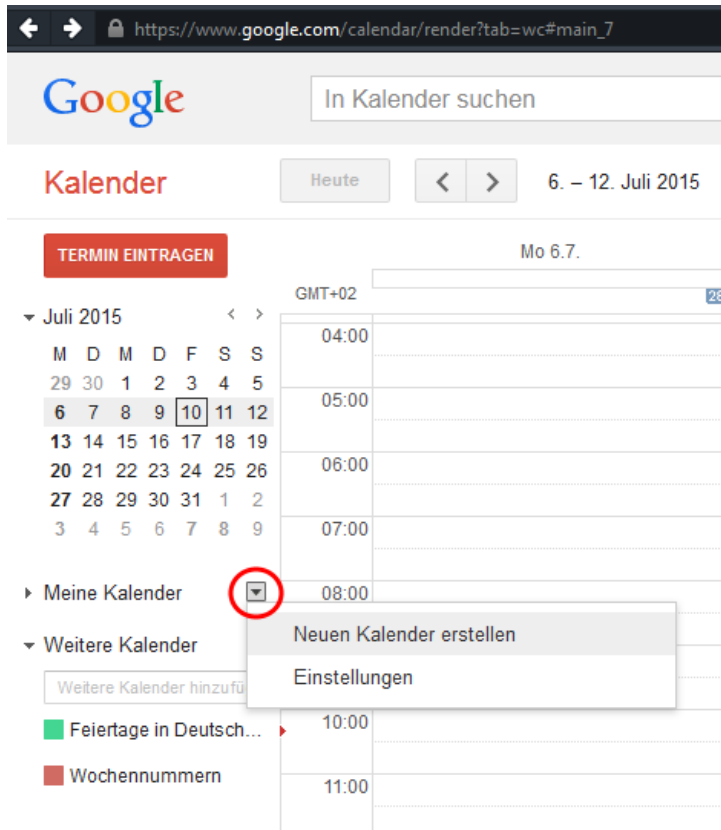 https://www.google.com/calendar/render?tab=wc#main_7
Google
In Kalender suchen
Kalender
Heute
6. – 12. Juli 2015
TERMIN EINTRAGEN
Mo 6.7.
GMT+02
28
Juli 2015
M D M D F S S
29 30 1 2 3 4 5
6 7 8 9 10 11 12
13 14 15 16 17 18 19
20 21 22 23 24 25 26
27 28 29 30 31 1 2
3 4 5 6 7 8 9
04:00
05:00
06:00
07:00
08:00
Meine Kalender
Neuen Kalender erstellen
Einstellungen
Weitere Kalender
Weitere Kalender hinzufü
Feiertage in Deutsch...
Wochennummern
10:00
11:00